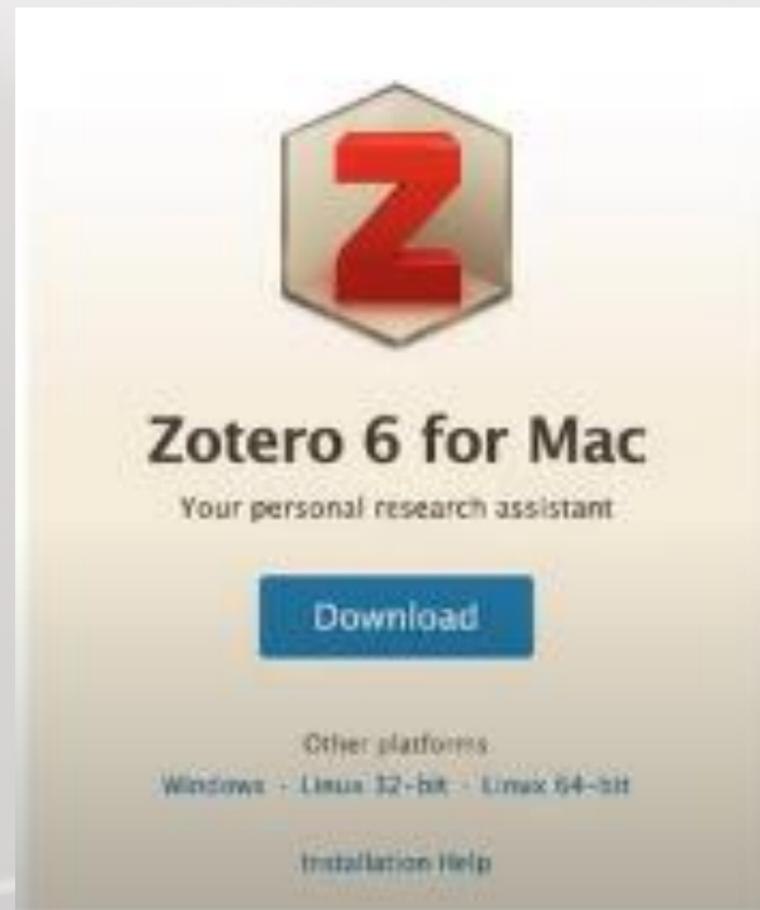 Z
Zotero 6 for Mac
Your personal research assistant
Download
Other platforms
Windows · Linux 32-bit · Linux 64-bit
Installation Help